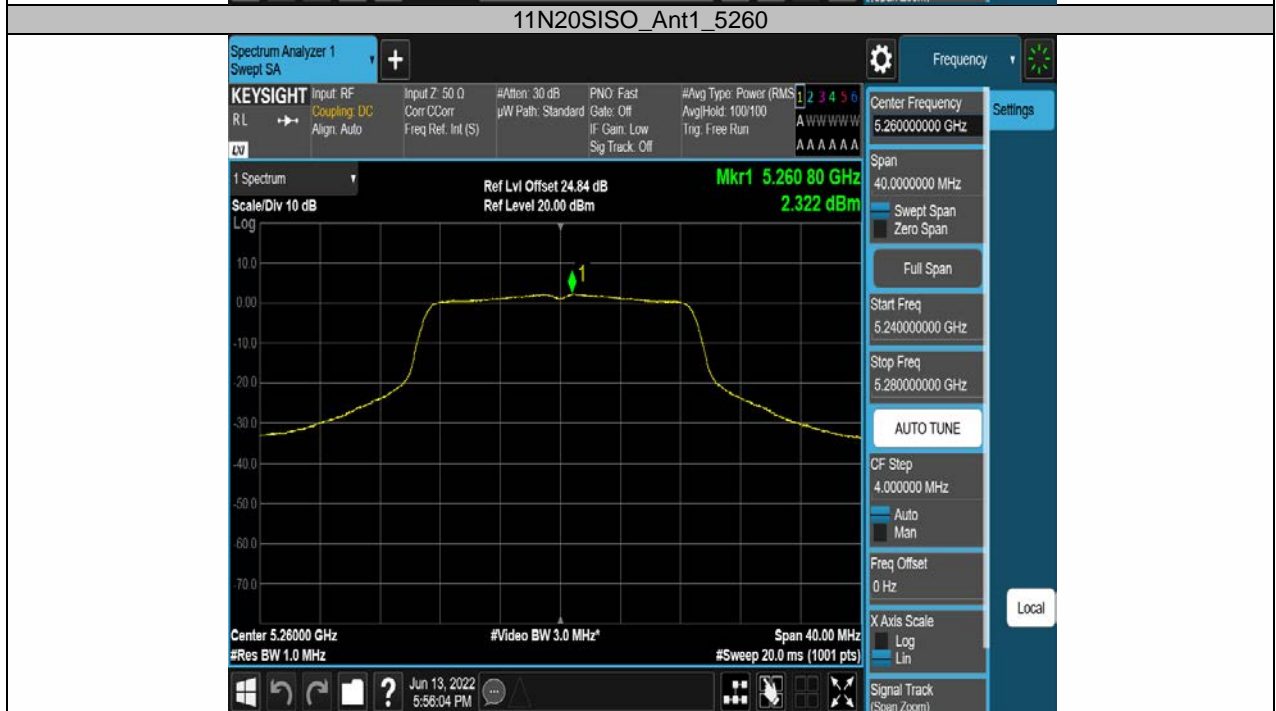 (Span Zoom)
11N20SISO_Ant1_5260
Spectrum Analyzer 1
Swept SA
Frequency
KEYSIGHT
RL
LV
Input: RF
Coupling: DC
Align: Auto
Input Z: 50 Ω
Corr CCorr
Freq Ref: Int (S)
#Atten: 30 dB
µW Path: Standard
PNO: Fast
Gate: Off
IF Gain: Low
Sig Track: Off
#Avg Type: Power (RMS
Avg|Hold: 100/100
Trig: Free Run
1 2 3 4 5 6
A W W W W W
A A A A A A
1 Spectrum
Scale/Div 10 dB
Log
Ref Lvl Offset 24.84 dB
Ref Level 20.00 dBm
Mkr1 5.260 80 GHz
2.322 dBm
1
10.0
0.00
-10.0
-20.0
-30.0
-40.0
-50.0
-60.0
-70.0
Center 5.26000 GHz
#Res BW 1.0 MHz
#Video BW 3.0 MHz*
Span 40.00 MHz
#Sweep 20.0 ms (1001 pts)
Center Frequency
5.260000000 GHz
Settings
Span
40.0000000 MHz
Swept Span
Zero Span
Full Span
Start Freq
5.240000000 GHz
Stop Freq
5.280000000 GHz
AUTO TUNE
CF Step
4.000000 MHz
Auto
Man
Freq Offset
0 Hz
X Axis Scale
Log
Lin
Local
Signal Track
(Span Zoom)
?
Jun 13, 2022
5:56:04 PM